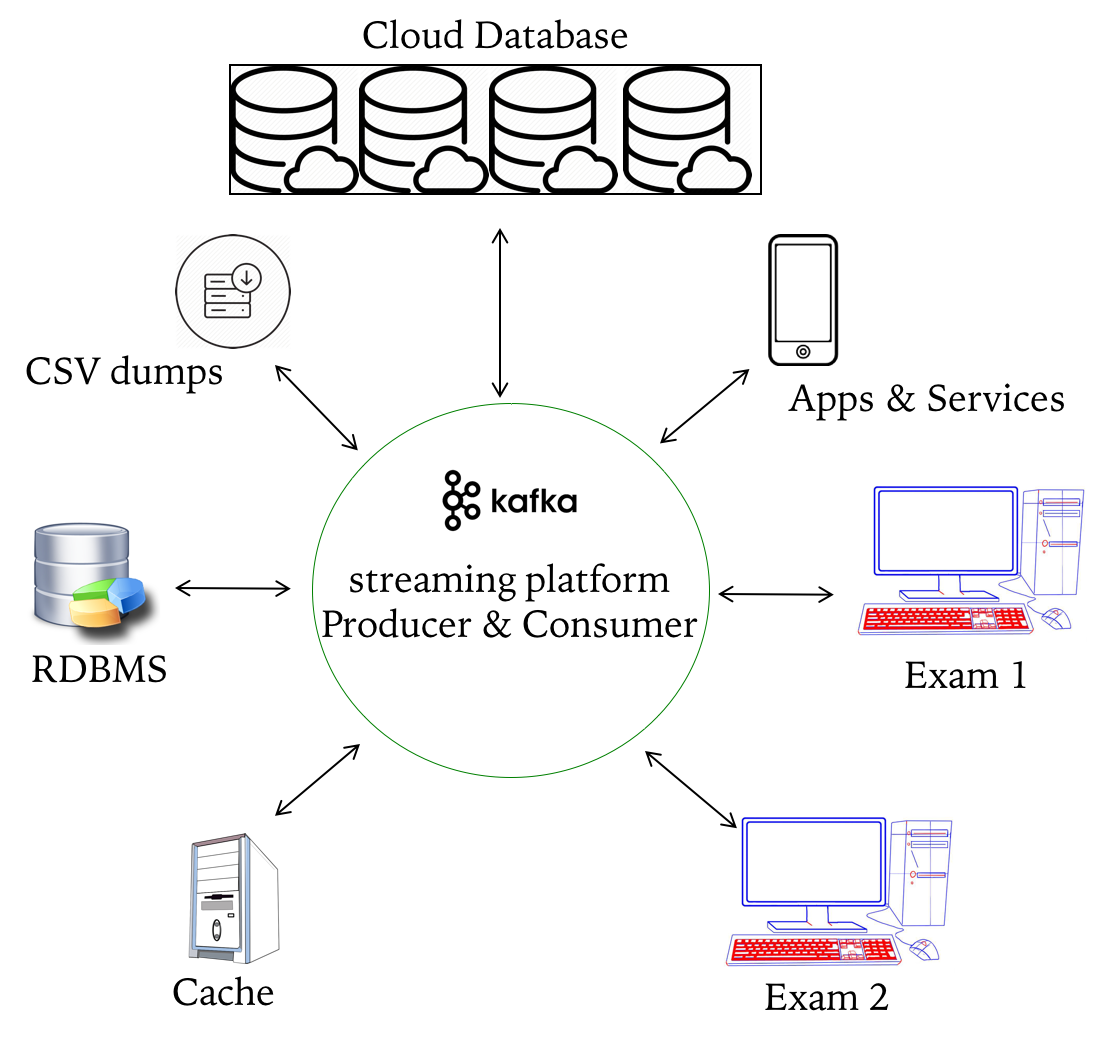 Cloud Database
CSV dumps
Apps & Services
kafka
streaming platform
Producer & Consumer
RDBMS
Exam 1
Cache
Exam 2